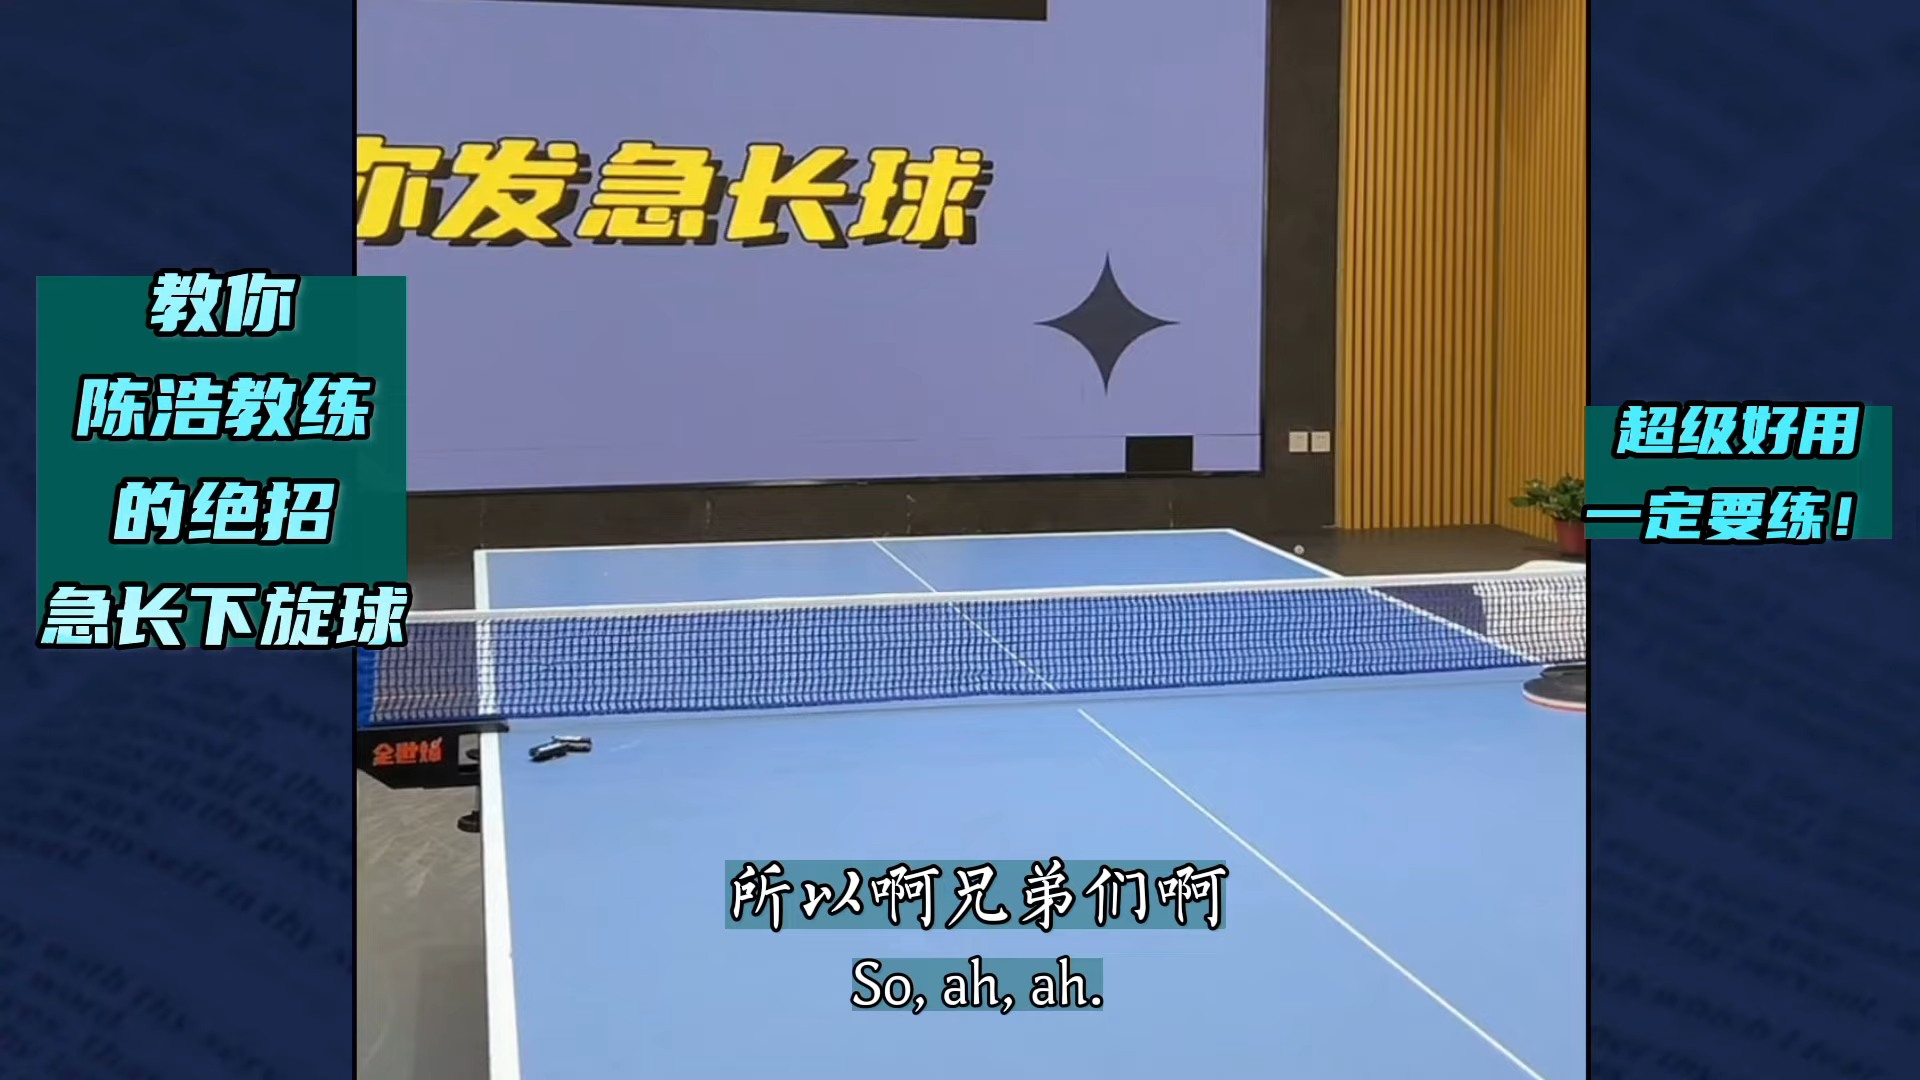 你发急长球
教你
陈浩教练
的绝招
急长下旋球
超级好用
一定要练！
所以啊兄弟们啊
So, ah, ah.